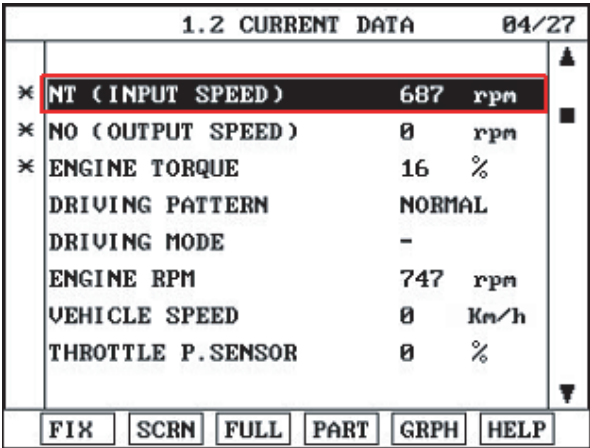 1.2 CURRENT DATA 04/27
* NT (INPUT SPEED) 687 rpm
* NO (OUTPUT SPEED) 0 rpm
* ENGINE TORQUE 16 %
DRIVING PATTERN NORMAL
DRIVING MODE -
ENGINE RPM 747 rpm
VEHICLE SPEED 0 Km/h
THROTTLE P.SENSOR 0 %
FIX SCRN FULL PART GRPH HELP